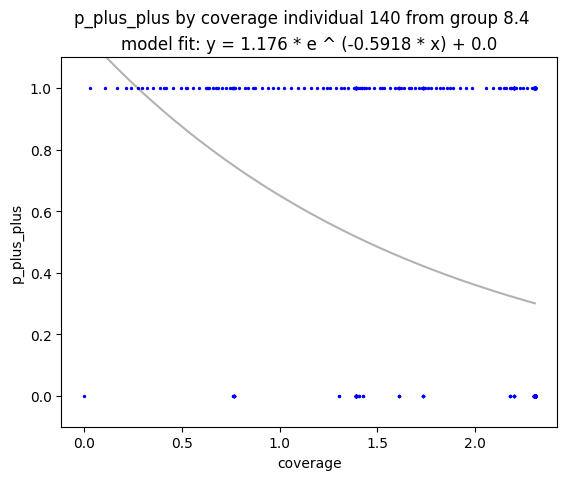 p_plus_plus by coverage individual 140 from group 8.4
model fit: y = 1.176 * e ^ (-0.5918 * x) + 0.0
1.0
0.8
0.6
0.4
0.2
0.0
p_plus_plus
0.0 0.5 1.0 1.5 2.0
coverage